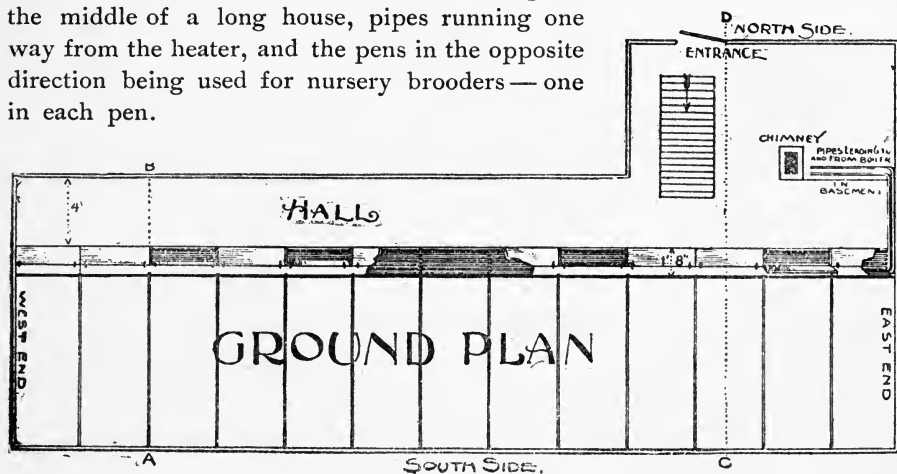 the middle of a long house, pipes running one
way from the heater, and the pens in the opposite
direction being used for nursery brooders — one
in each pen.
D
NORTH SIDE.
ENTRANCE
CHIMNEY
PIPES LEADING TO
AND FROM BOILER
IN
BASEMENT
B
4'
HALL
1' 8"
WEST END
GROUND PLAN
EAST END
A
SOUTH SIDE.
C